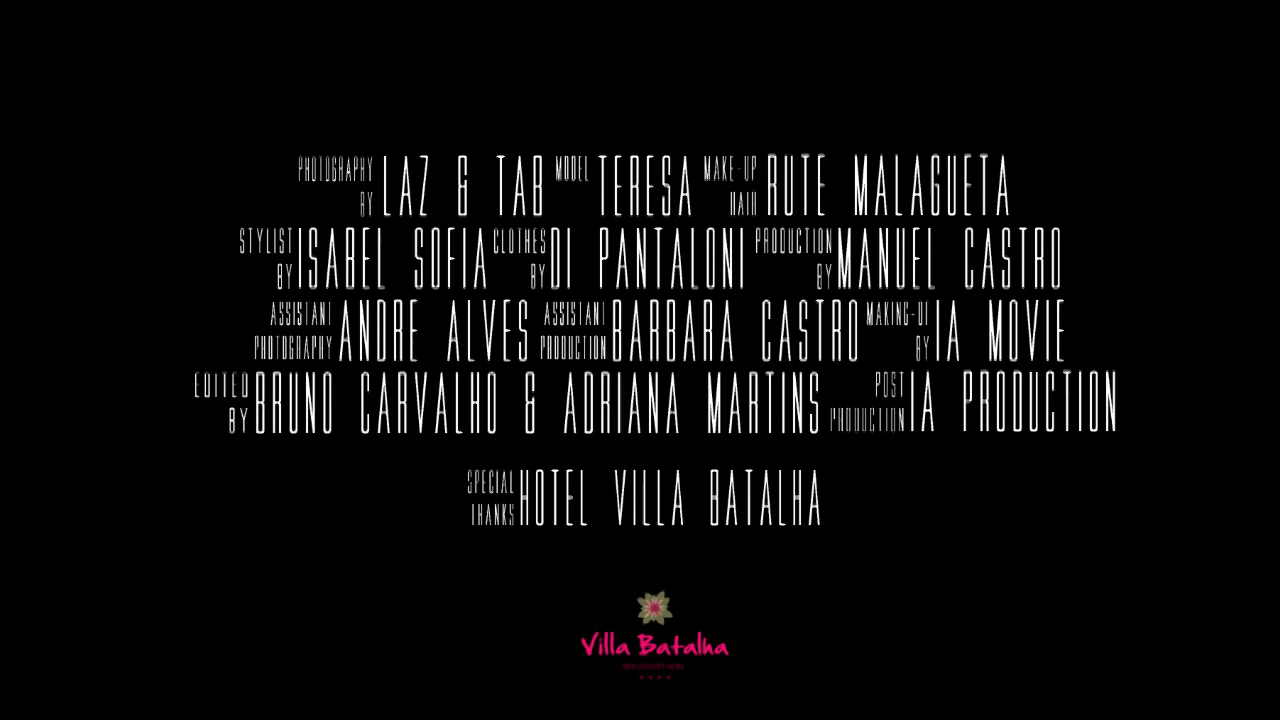 PHOTOGRAPHY BY LAZ & TAB MODEL TERESA MAKE-UP HAIR RUTE MALAGUETA
STYLIST BY ISABEL SOFIA CLOTHES BY DI PANTALONI PRODUCTION BY MANUEL CASTRO
ASSISTANT PHOTOGRAPHY ANDRE ALVES ASSISTANT PRODUCTION BARBARA CASTRO MAKING-OF BY IA MOVIE
EDITED BY BRUNO CARVALHO & ADRIANA MARTINS POST PRODUCTION IA PRODUCTION
SPECIAL THANKS HOTEL VILLA BATALHA
Villa Batalha